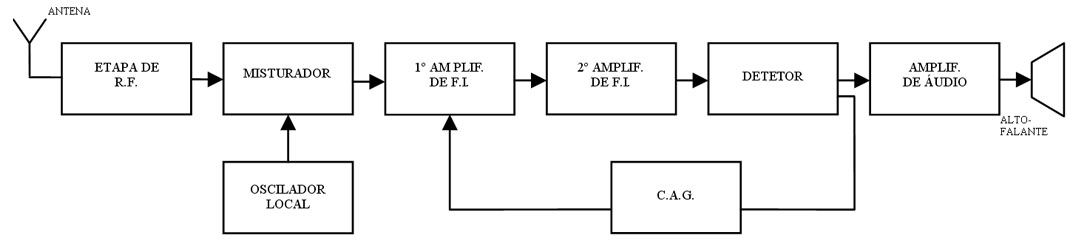 ANTENA
ETAPA DE
R.F.
MISTURADOR
1° AM PLIF.
DE F.I.
2° AMPLIF.
DE F.I.
DETETOR
AMPLIF.
DE ÁUDIO
ALTO-
FALANTE
OSCILADOR
LOCAL
C.A.G.